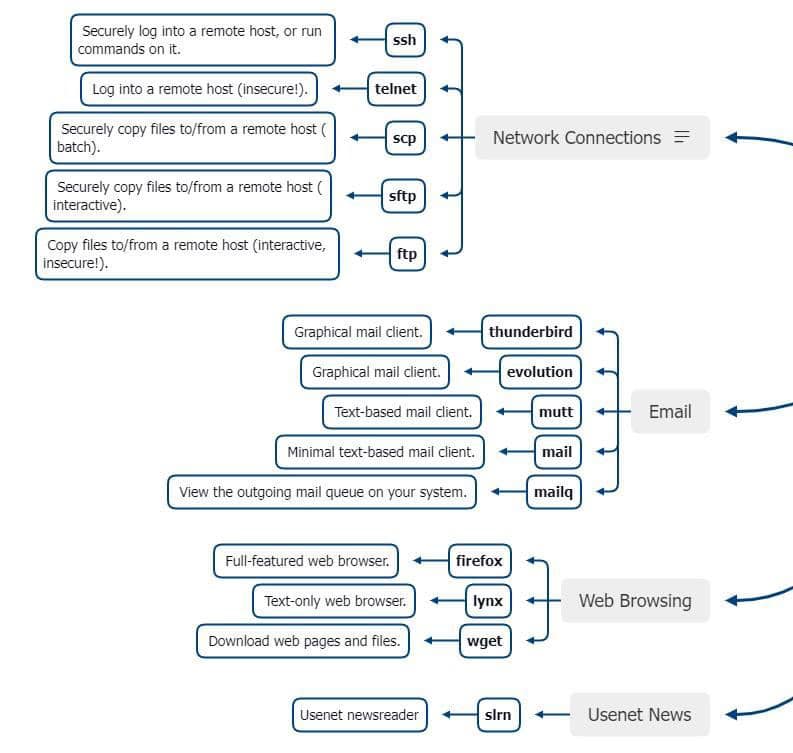 Network Connections
ssh
Securely log into a remote host, or run
commands on it.
telnet
Log into a remote host (insecure!).
scp
Securely copy files to/from a remote host (
batch).
sftp
Securely copy files to/from a remote host (
interactive).
ftp
Copy files to/from a remote host (interactive,
insecure!).
Email
thunderbird
Graphical mail client.
evolution
Graphical mail client.
mutt
Text-based mail client.
mail
Minimal text-based mail client.
mailq
View the outgoing mail queue on your system.
Web Browsing
firefox
Full-featured web browser.
lynx
Text-only web browser.
wget
Download web pages and files.
Usenet News
slrn
Usenet newsreader